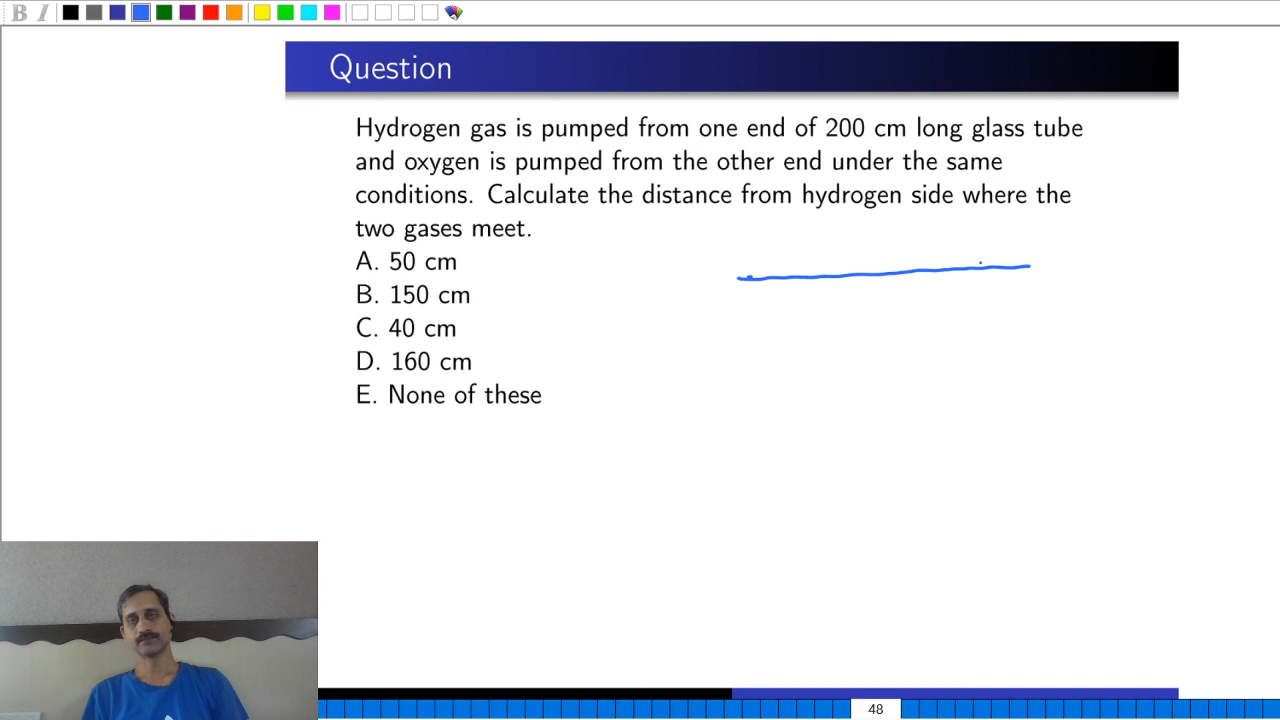 B I
Question
Hydrogen gas is pumped from one end of 200 cm long glass tube
and oxygen is pumped from the other end under the same
conditions. Calculate the distance from hydrogen side where the
two gases meet.
A. 50 cm
B. 150 cm
C. 40 cm
D. 160 cm
E. None of these
48